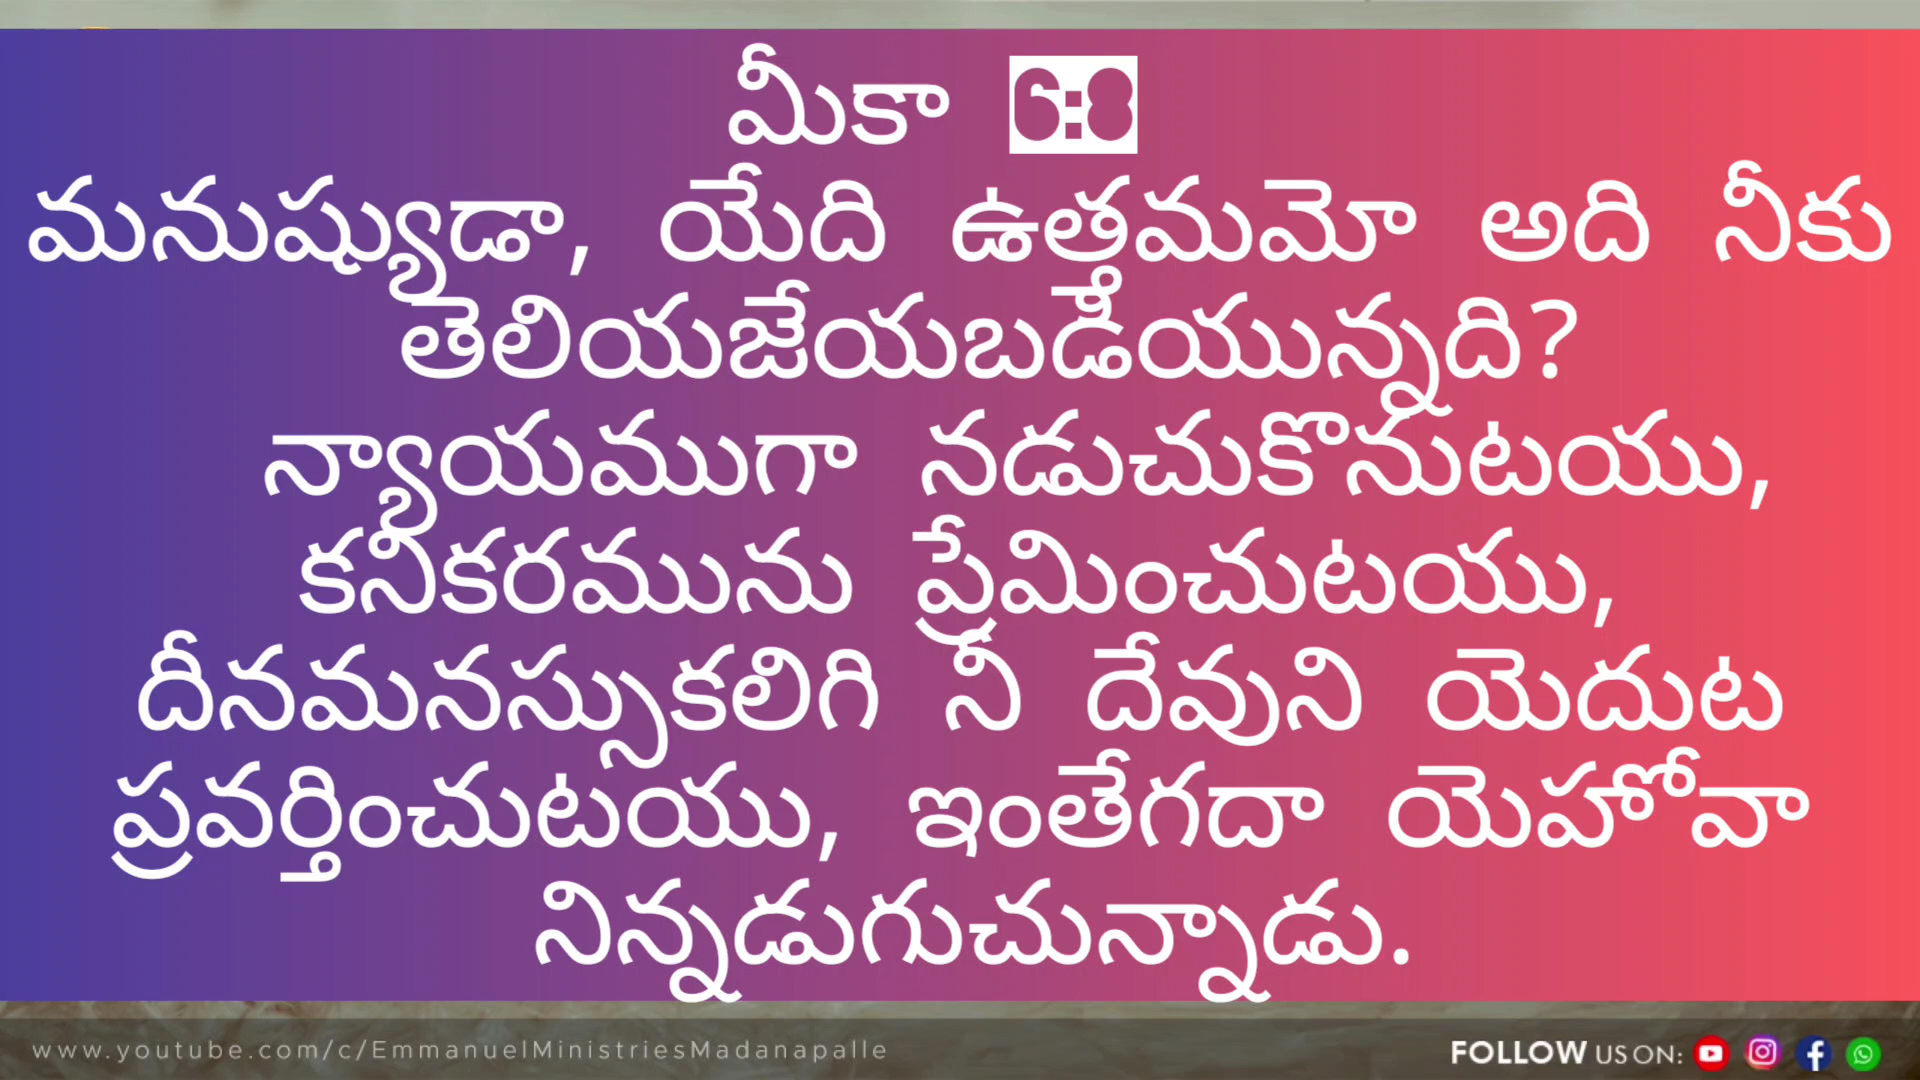 మీకా 6:8
మనుష్యుడా, యేది ఉత్తమమో అది నీకు
తెలియజేయబడియున్నది?
న్యాయముగా నడుచుకొనుటయు,
కనికరమును ప్రేమించుటయు,
దీనమనస్సుకలిగి నీ దేవుని యెదుట
ప్రవర్తించుటయు, ఇంతేగదా యెహోవా
నిన్నడుగుచున్నాడు.
www.youtube.com/c/EmmanuelMinistriesMadanapalle
FOLLOW US ON: